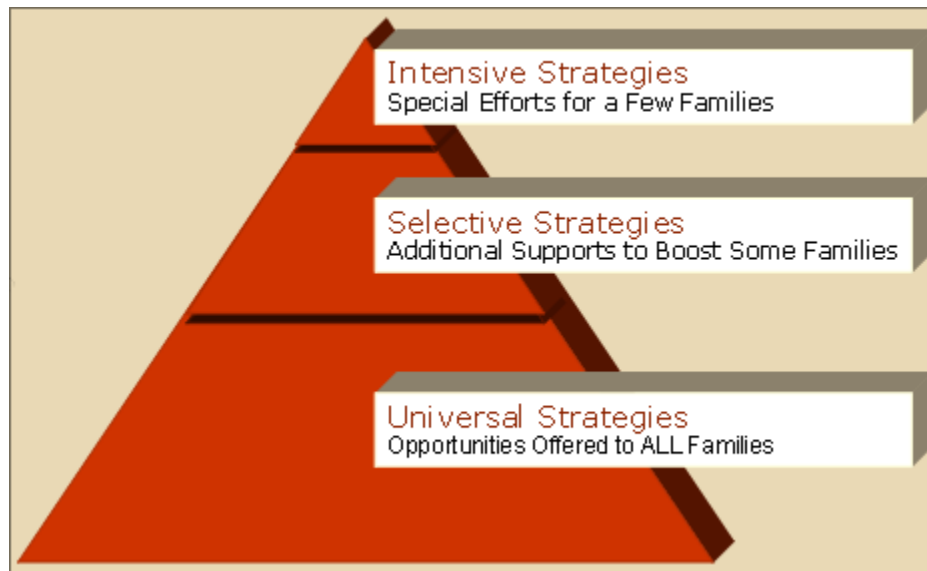 Intensive Strategies
Special Efforts for a Few Families
Selective Strategies
Additional Supports to Boost Some Families
Universal Strategies
Opportunities Offered to ALL Families